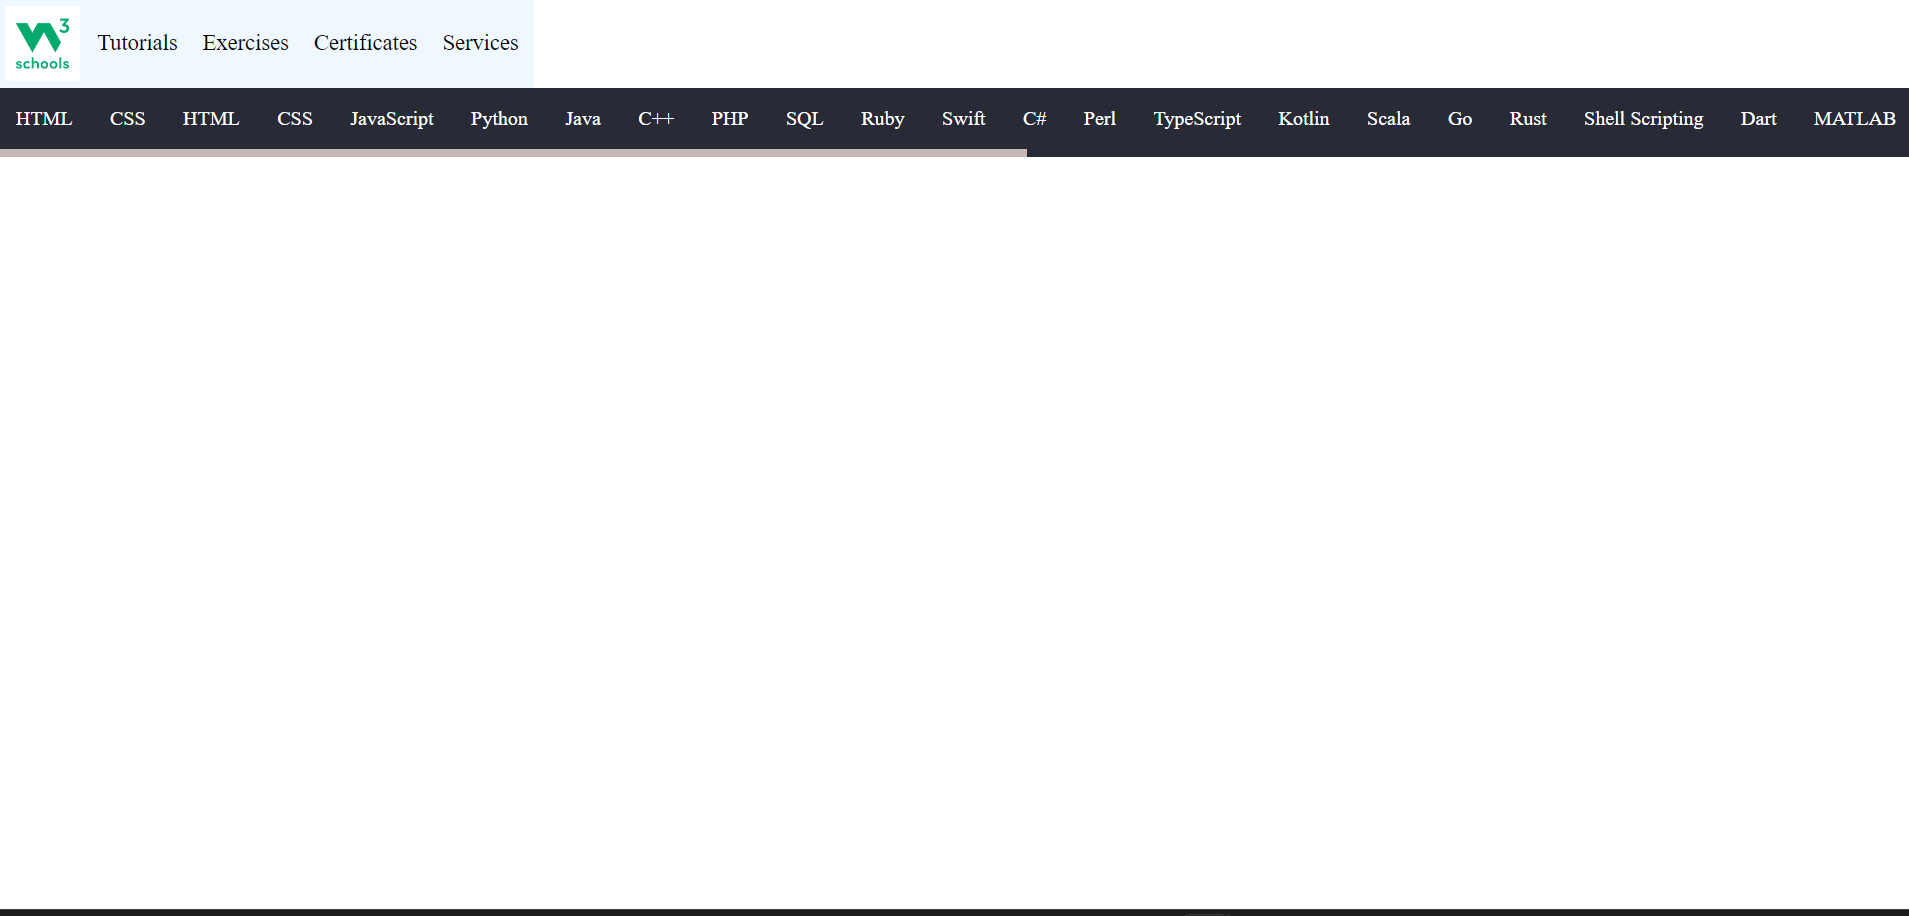 3
schools
Tutorials Exercises Certificates Services
HTML CSS HTML CSS JavaScript Python Java C++ PHP SQL Ruby Swift C# Perl TypeScript Kotlin Scala Go Rust Shell Scripting Dart MATLAB